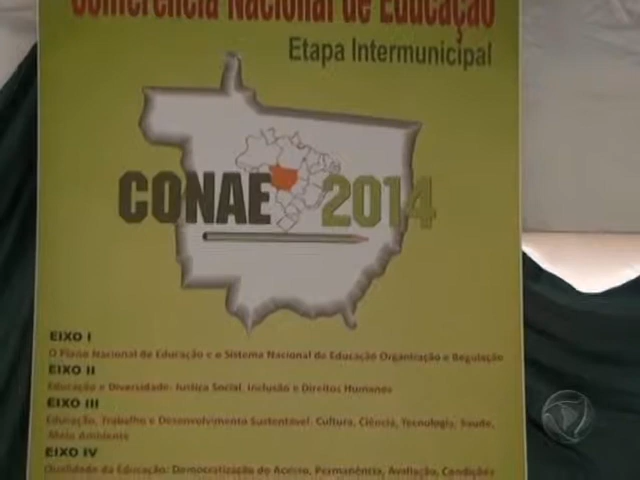 Conferência Nacional de Educação
Etapa Intermunicipal
CONAE 2014
EIXO I
O Plano Nacional de Educação e o Sistema Nacional de Educação Organização e Regulação
EIXO II
Educação e Diversidade: Justiça Social, Inclusão e Direitos Humanos
EIXO III
Educação, Trabalho e Desenvolvimento Sustentável: Cultura, Ciência, Tecnologia, Saúde,
Meio Ambiente
EIXO IV
Qualidade da Educação: Democratização do Acesso, Permanência, Avaliação, Condições